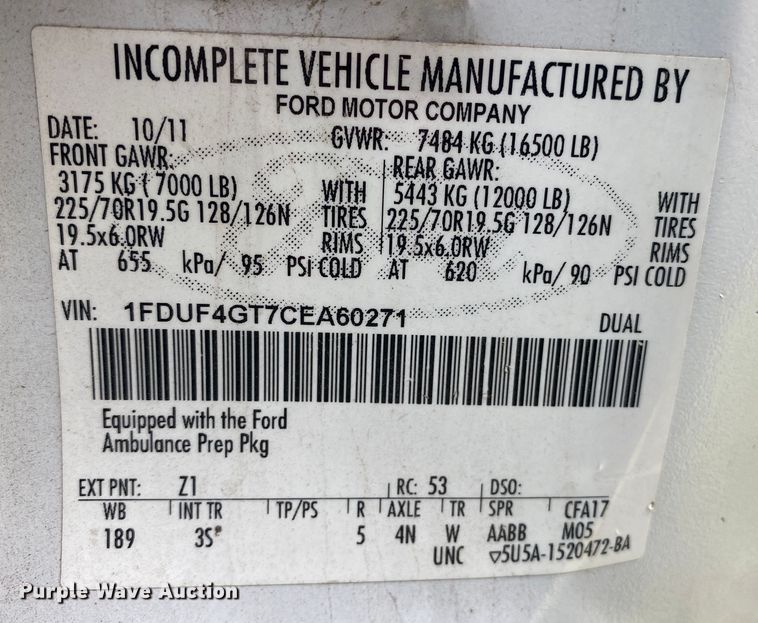 INCOMPLETE VEHICLE MANUFACTURED BY
FORD MOTOR COMPANY
DATE: 10/11 GVWR: 7484 KG (16500 LB)
FRONT GAWR: REAR GAWR:
3175 KG ( 7000 LB) WITH 5443 KG (12000 LB) WITH
225/70R19.5G 128/126N TIRES 225/70R19.5G 128/126N TIRES
19.5x6.0RW RIMS 19.5x6.0RW RIMS
AT 655 kPa/ 95 PSI COLD AT 620 kPa/ 90 PSI COLD
VIN: 1FDUF4GT7CEA60271
DUAL
Equipped with the Ford
Ambulance Prep Pkg
EXT PNT: Z1 RC: 53 DSO:
WB INT TR TP/PS R AXLE TR SPR CFA17
189 3S* 5 4N W AABB M05
UNC ▽5U5A-1520472-BA
Purple Wave Auction